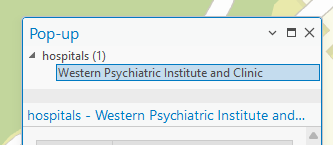 Pop-up
hospitals (1)
Western Psychiatric Institute and Clinic
hospitals - Western Psychiatric Institute and...